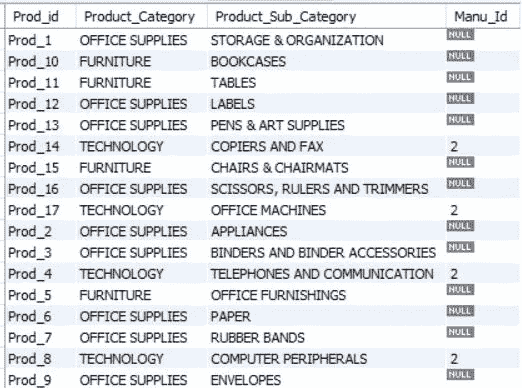 Prod_id Product_Category Product_Sub_Category Manu_Id
Prod_1 OFFICE SUPPLIES STORAGE & ORGANIZATION NULL
Prod_10 FURNITURE BOOKCASES NULL
Prod_11 FURNITURE TABLES NULL
Prod_12 OFFICE SUPPLIES LABELS NULL
Prod_13 OFFICE SUPPLIES PENS & ART SUPPLIES NULL
Prod_14 TECHNOLOGY COPIERS AND FAX 2
Prod_15 FURNITURE CHAIRS & CHAIRMATS NULL
Prod_16 OFFICE SUPPLIES SCISSORS, RULERS AND TRIMMERS NULL
Prod_17 TECHNOLOGY OFFICE MACHINES 2
Prod_2 OFFICE SUPPLIES APPLIANCES NULL
Prod_3 OFFICE SUPPLIES BINDERS AND BINDER ACCESSORIES NULL
Prod_4 TECHNOLOGY TELEPHONES AND COMMUNICATION 2
Prod_5 FURNITURE OFFICE FURNISHINGS NULL
Prod_6 OFFICE SUPPLIES PAPER NULL
Prod_7 OFFICE SUPPLIES RUBBER BANDS NULL
Prod_8 TECHNOLOGY COMPUTER PERIPHERALS 2
Prod_9 OFFICE SUPPLIES ENVELOPES NULL